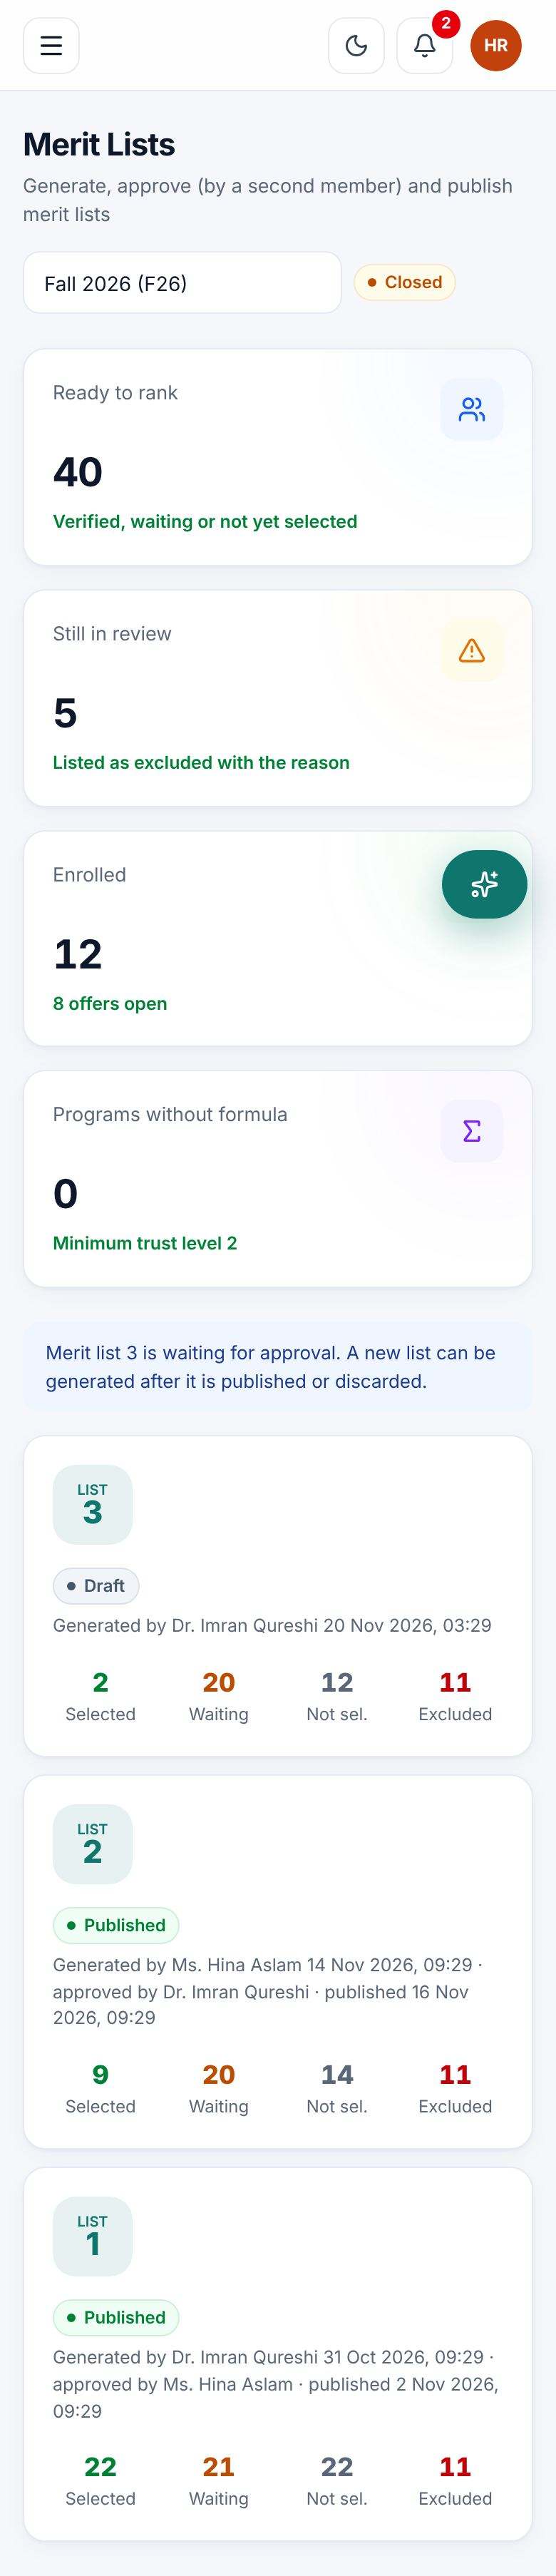 2
HR
Merit Lists
Generate, approve (by a second member) and publish
merit lists
Fall 2026 (F26)
Closed
Ready to rank
40
Verified, waiting or not yet selected
Still in review
5
Listed as excluded with the reason
Enrolled
12
8 offers open
Programs without formula
Σ
0
Minimum trust level 2
Merit list 3 is waiting for approval. A new list can be
generated after it is published or discarded.
LIST
3
Draft
Generated by Dr. Imran Qureshi 20 Nov 2026, 03:29
2 20 12 11
Selected Waiting Not sel. Excluded
LIST
2
Published
Generated by Ms. Hina Aslam 14 Nov 2026, 09:29 ·
approved by Dr. Imran Qureshi · published 16 Nov
2026, 09:29
9 20 14 11
Selected Waiting Not sel. Excluded
LIST
1
Published
Generated by Dr. Imran Qureshi 31 Oct 2026, 09:29 ·
approved by Ms. Hina Aslam · published 2 Nov 2026,
09:29
22 21 22 11
Selected Waiting Not sel. Excluded